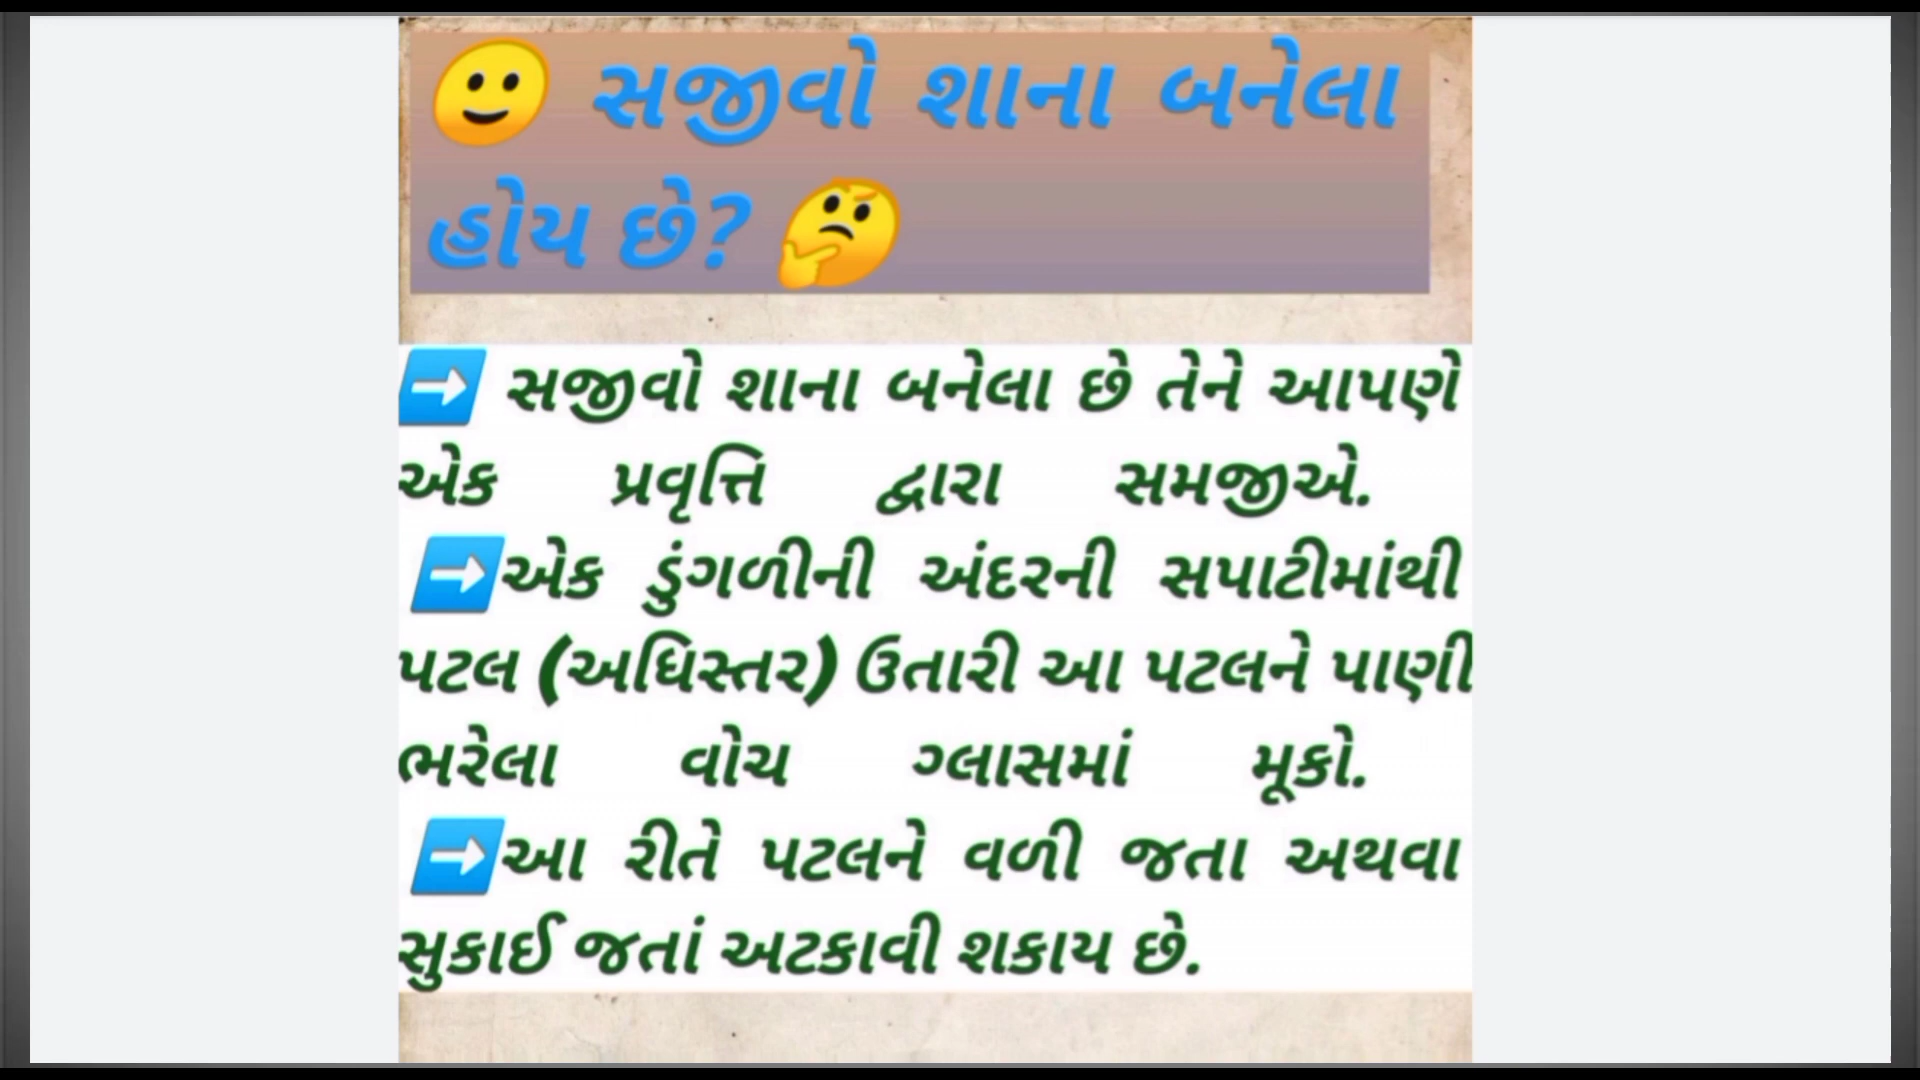 🙂 સજીવો શાના બનેલા
હોય છે? 🤔
➡️ સજીવો શાના બનેલા છે તેને આપણે
એક પ્રવૃત્તિ દ્વારા સમજીએ.
➡️એક ડુંગળીની અંદરની સપાટીમાંથી
પટલ (અધિસ્તર) ઉતારી આ પટલને પાણી
ભરેલા વોચ ગ્લાસમાં મૂકો.
➡️આ રીતે પટલને વળી જતા અથવા
સુકાઈ જતાં અટકાવી શકાય છે.